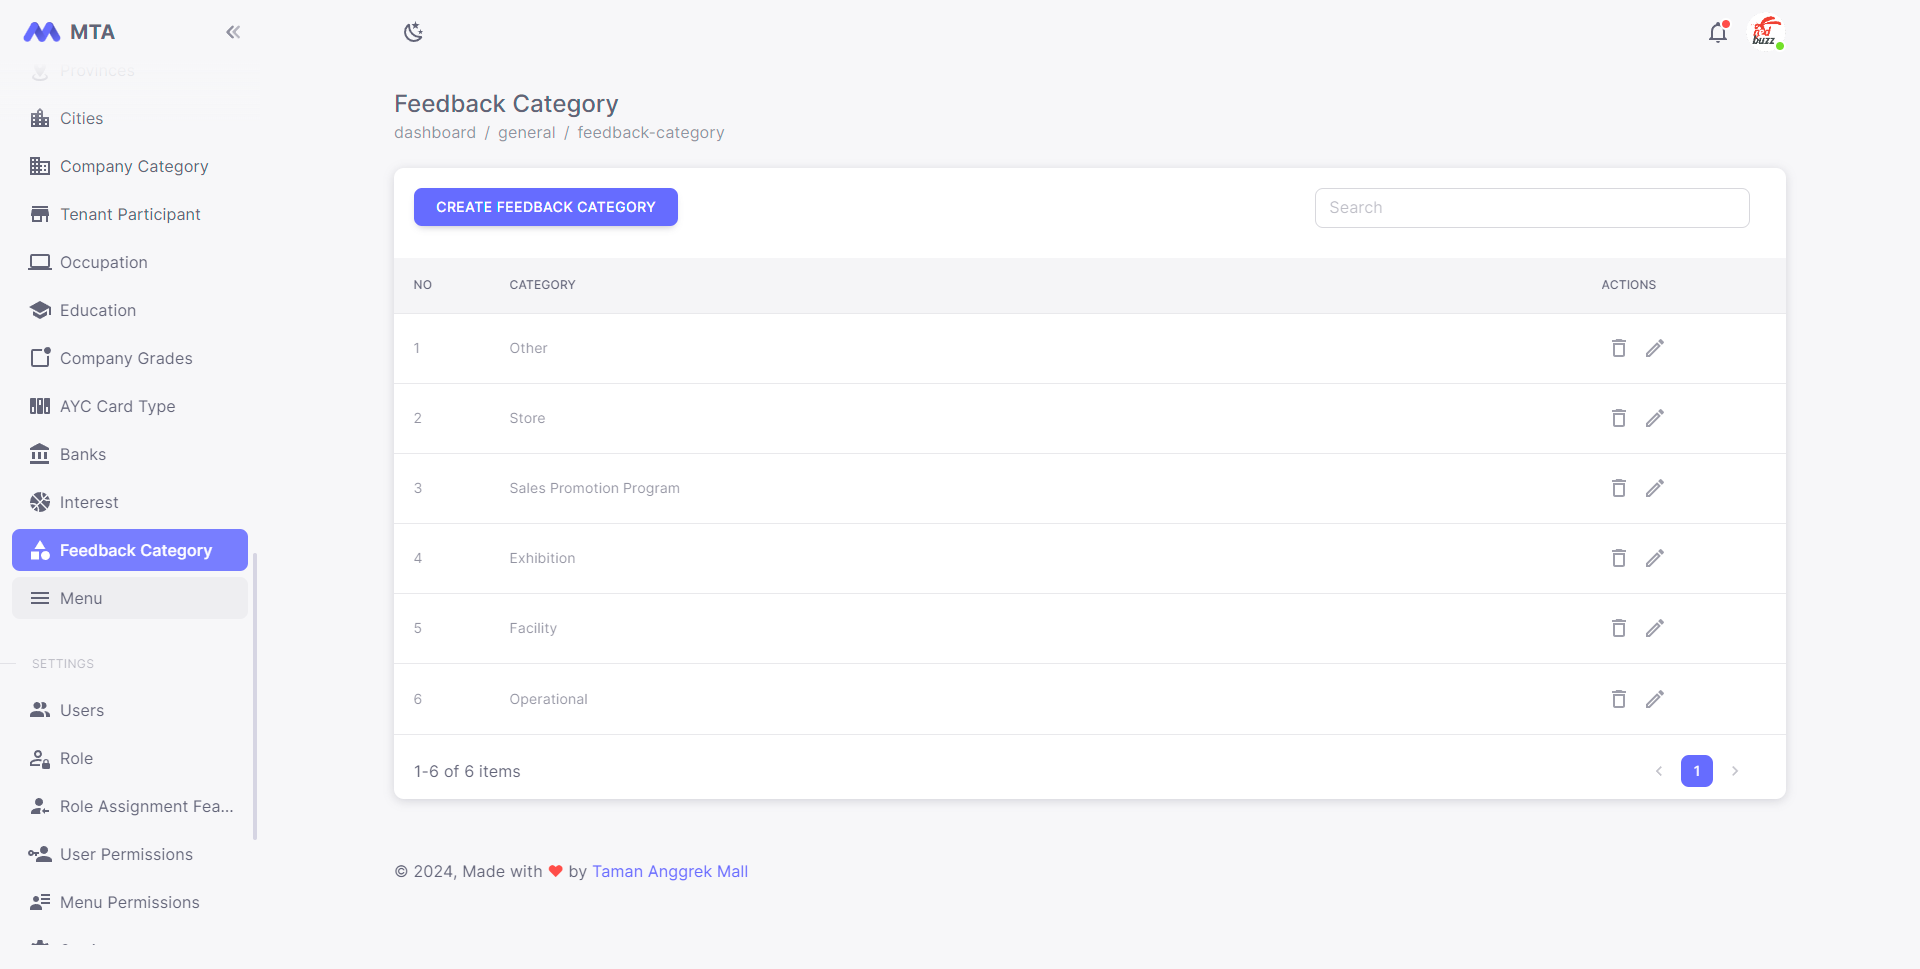 MTA
Provinces
Cities
Company Category
Tenant Participant
Occupation
Education
Company Grades
AYC Card Type
Banks
Interest
Feedback Category
Menu
SETTINGS
Users
Role
Role Assignment Fea...
User Permissions
Menu Permissions
red
buzz
Feedback Category
dashboard / general / feedback-category
CREATE FEEDBACK CATEGORY
Search
NO CATEGORY ACTIONS
1 Other
2 Store
3 Sales Promotion Program
4 Exhibition
5 Facility
6 Operational
1-6 of 6 items
1
© 2024, Made with ❤ by Taman Anggrek Mall